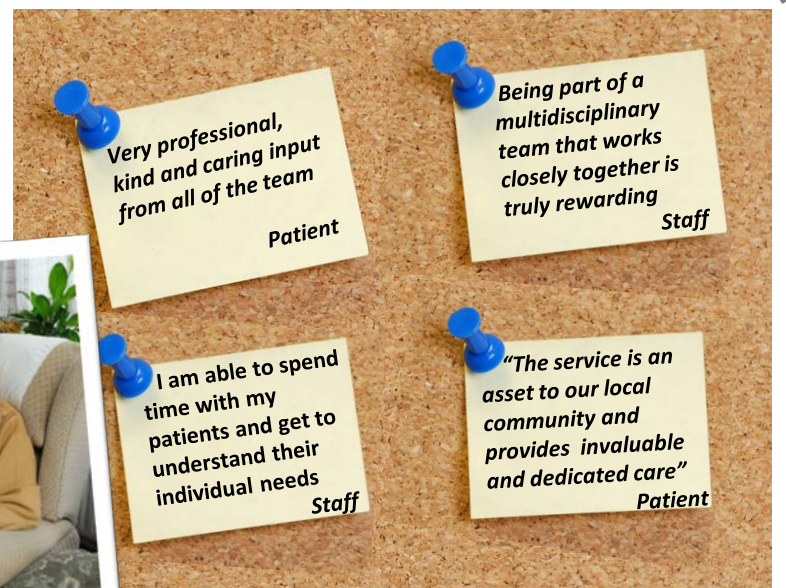 Very professional,
kind and caring input
from all of the team
Patient
Being part of a
multidisciplinary
team that works
closely together is
truly rewarding
Staff
I am able to spend
time with my
patients and get to
understand their
individual needs
Staff
“The service is an
asset to our local
community and
provides  invaluable
and dedicated care”
Patient